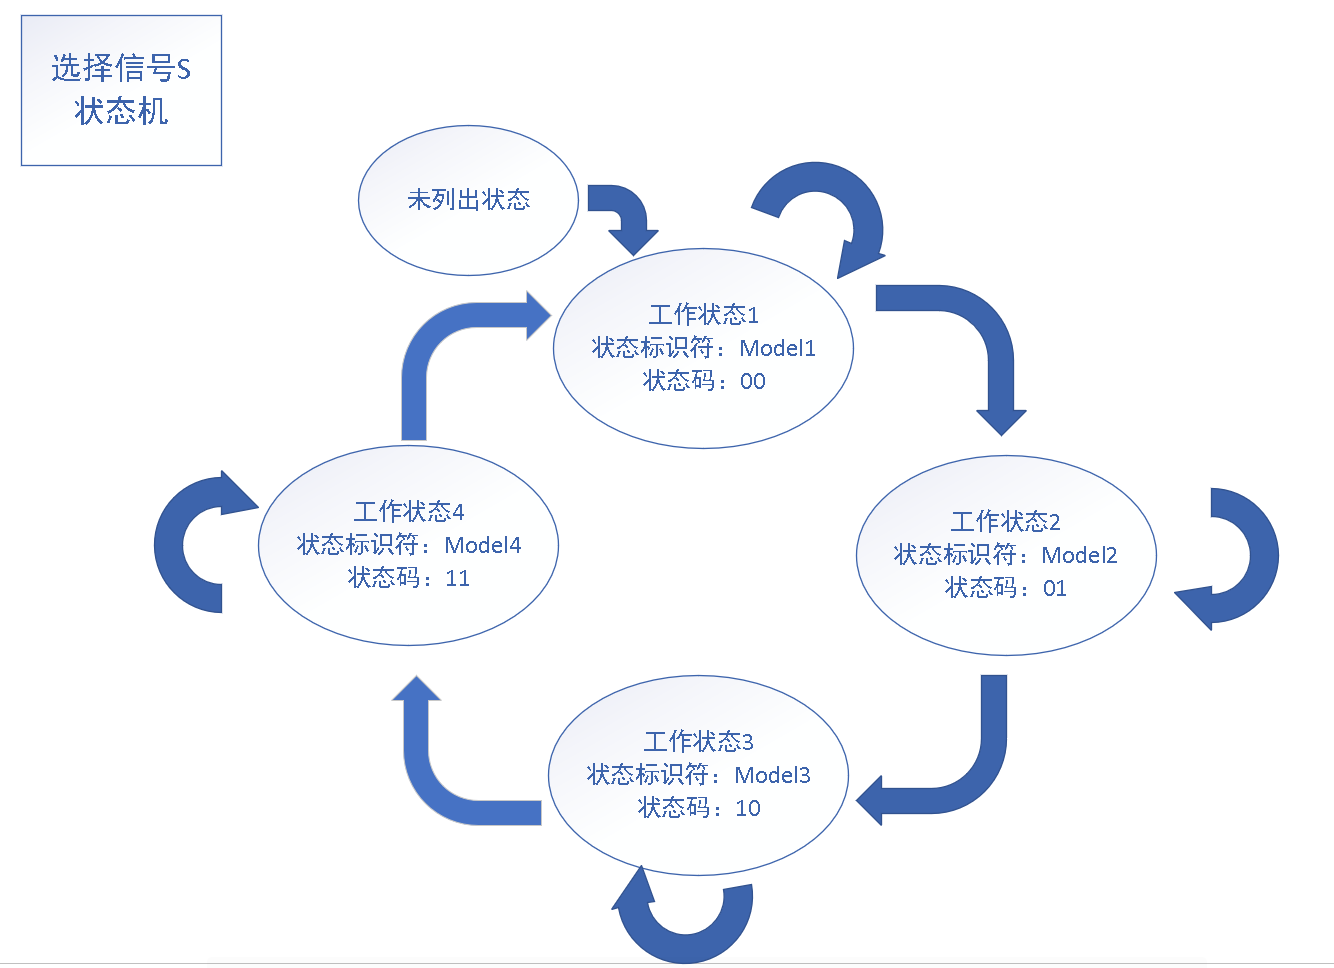 选择信号S
状态机
未列出状态
工作状态1
状态标识符：Model1
状态码：00
工作状态4
状态标识符：Model4
状态码：11
工作状态2
状态标识符：Model2
状态码：01
工作状态3
状态标识符：Model3
状态码：10